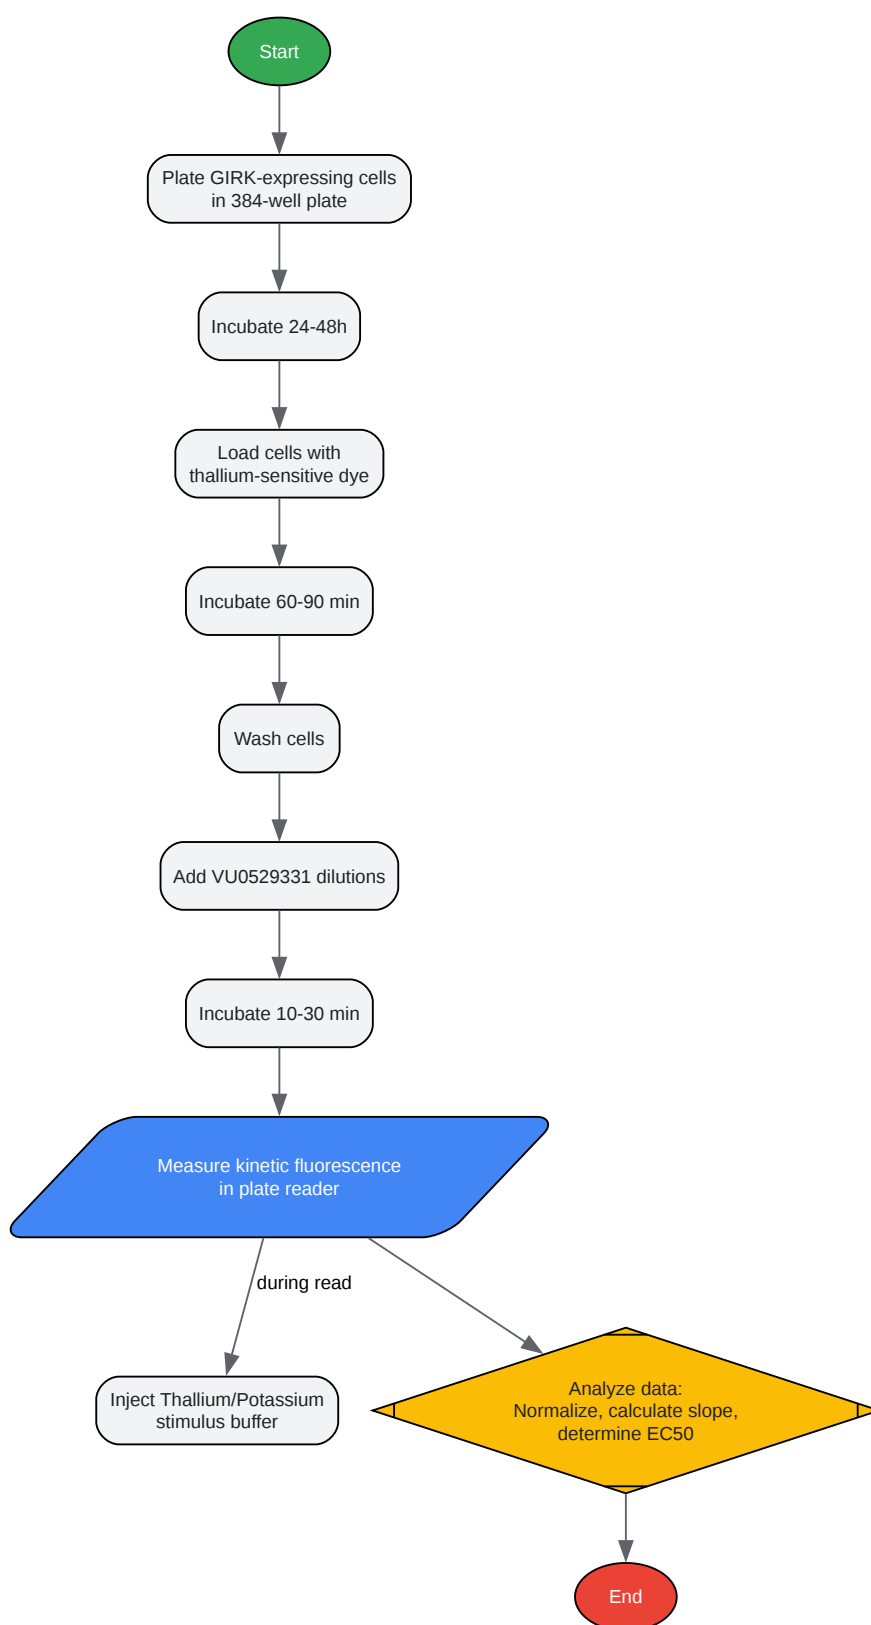 Start
Plate GIRK-expressing cells
in 384-well plate
Incubate 24-48h
Load cells with
thallium-sensitive dye
Incubate 60-90 min
Wash cells
Add VU0529331 dilutions
Incubate 10-30 min
Measure kinetic fluorescence
in plate reader
during read
Inject Thallium/Potassium
stimulus buffer
Analyze data:
Normalize, calculate slope,
determine EC50
End